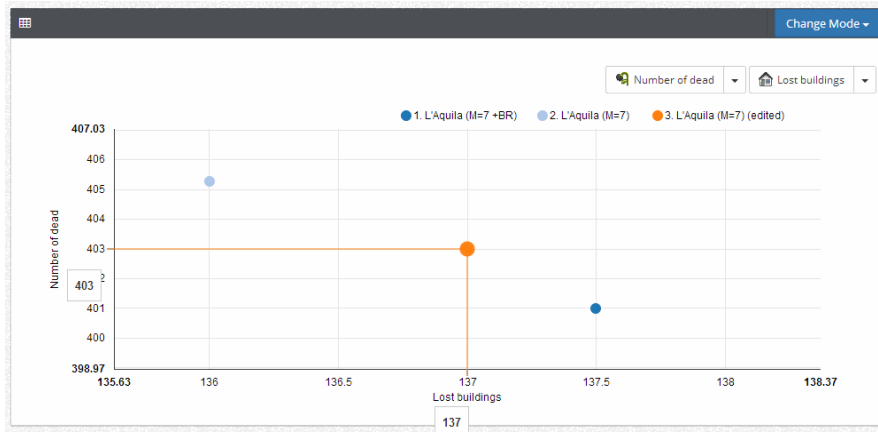 Change Mode
Number of dead
Lost buildings
1. L'Aquila (M=7 +BR)
2. L'Aquila (M=7)
3. L'Aquila (M=7) (edited)
407.03
406
405
404
403
403
401
400
398.97
Number of dead
135.63
136
136.5
137
137.5
138
138.37
Lost buildings
137